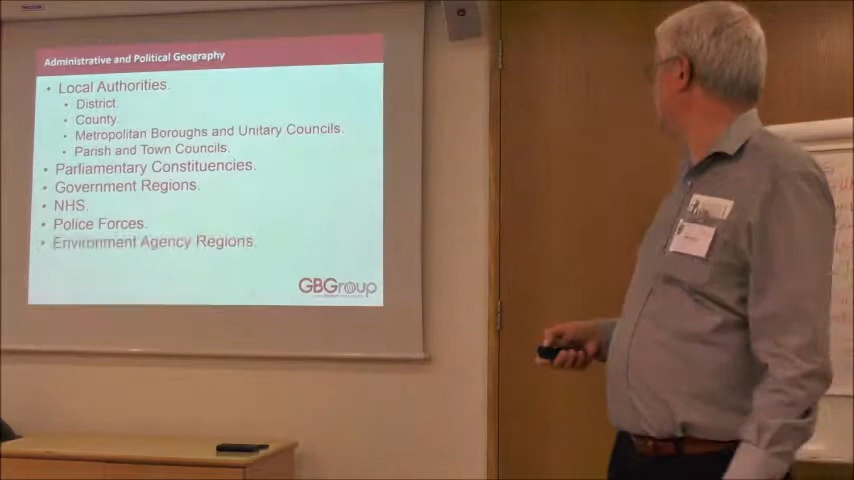 Administrative and Political Geography
• Local Authorities.
• District.
• County.
• Metropolitan Boroughs and Unitary Councils.
• Parish and Town Councils.
• Parliamentary Constituencies.
• Government Regions.
• NHS.
• Police Forces.
• Environment Agency Regions.
GBGroup